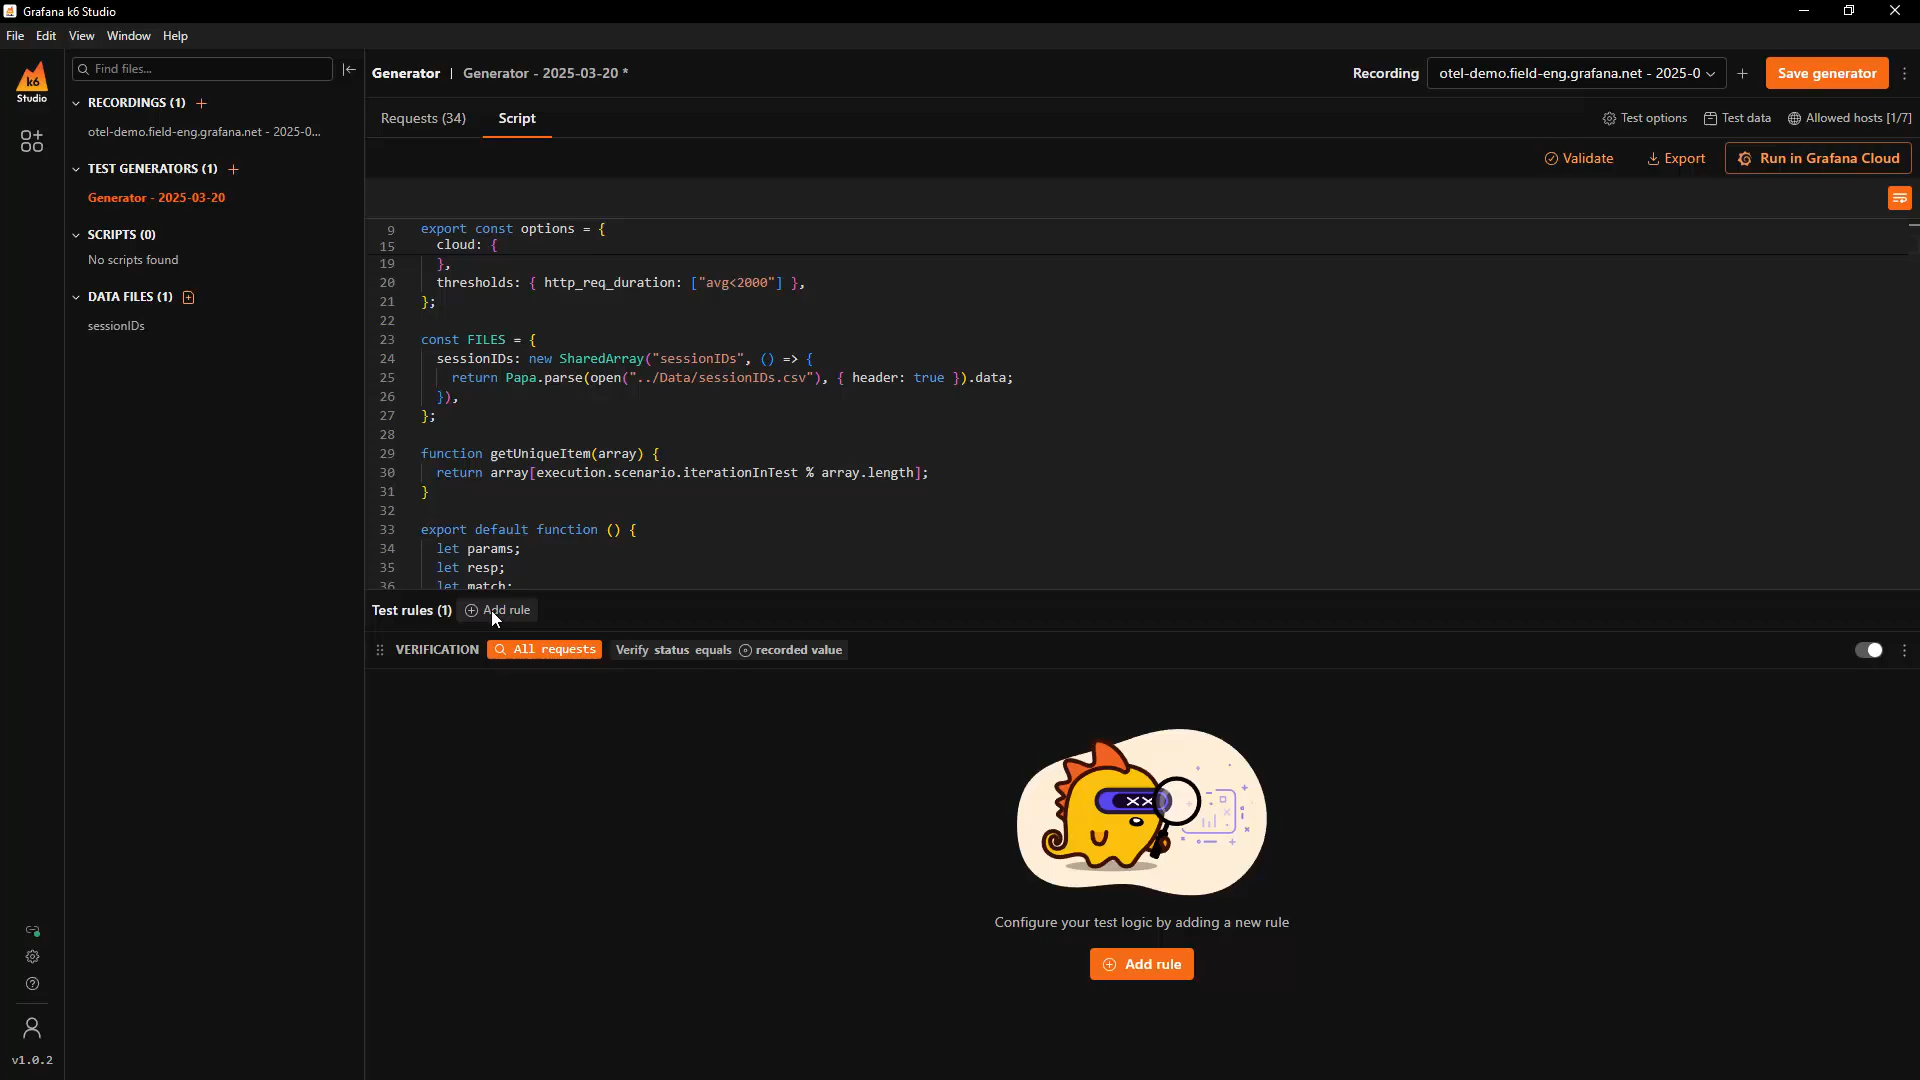 Grafana k6 Studio
File Edit View Window Help
k6
Studio
Find files...
Generator | Generator - 2025-03-20 *
Recording
otel-demo.field-eng.grafana.net - 2025-0
Save generator
RECORDINGS (1)
otel-demo.field-eng.grafana.net - 2025-0...
TEST GENERATORS (1)
Generator - 2025-03-20
SCRIPTS (0)
No scripts found
DATA FILES (1)
sessionIDs
Requests (34)
Script
Test options
Test data
Allowed hosts [1/7]
Validate
Export
Run in Grafana Cloud
9 export const options = {
15 cloud: {
19 },
20 thresholds: { http_req_duration: ["avg<2000"] },
21 };
22
23 const FILES = {
24 sessionIDs: new SharedArray("sessionIDs", () => {
25 return Papa.parse(open("../Data/sessionIDs.csv"), { header: true }).data;
26 }),
27 };
28
29 function getUniqueItem(array) {
30 return array[execution.scenario.iterationInTest % array.length];
31 }
32
33 export default function () {
34 let params;
35 let resp;
36 let match;
Test rules (1)
Add rule
VERIFICATION
All requests
Verify status equals recorded value
Configure your test logic by adding a new rule
Add rule
v1.0.2